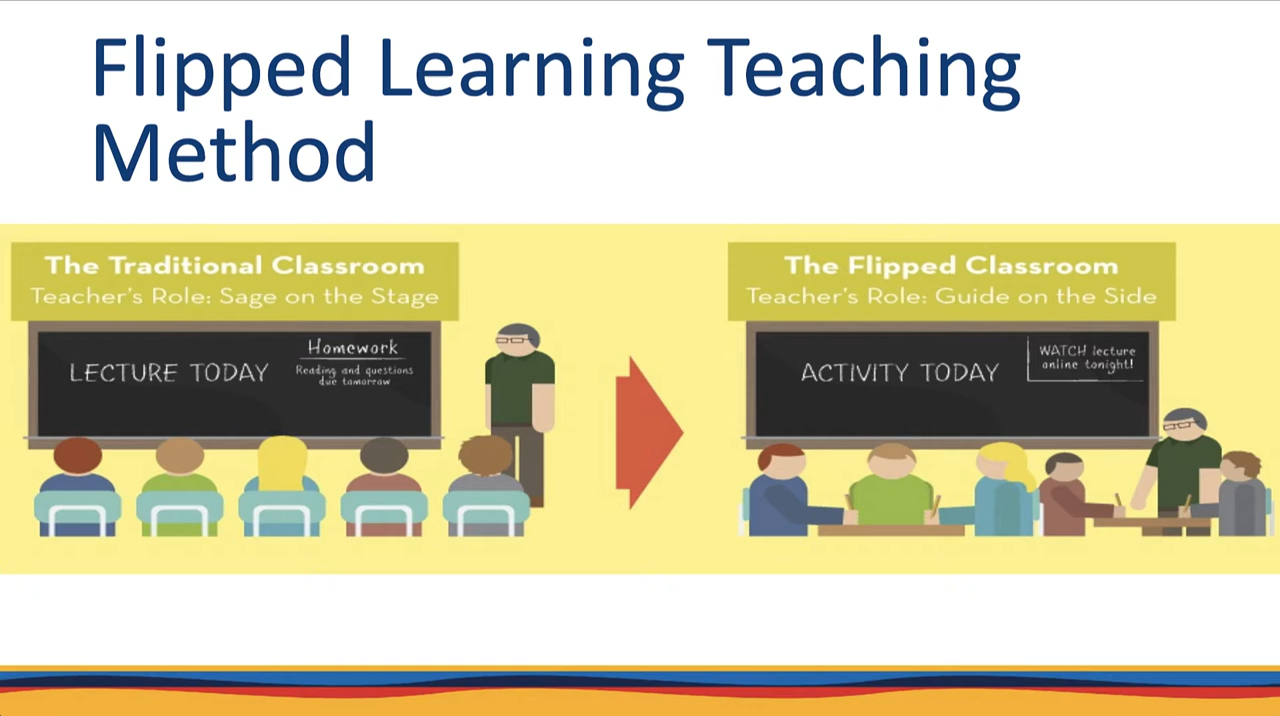 Flipped Learning Teaching
Method
The Traditional Classroom
Teacher's Role: Sage on the Stage
LECTURE TODAY
Homework
Reading and questions
due tomorrow
The Flipped Classroom
Teacher's Role: Guide on the Side
ACTIVITY TODAY
WATCH lecture
online tonight!